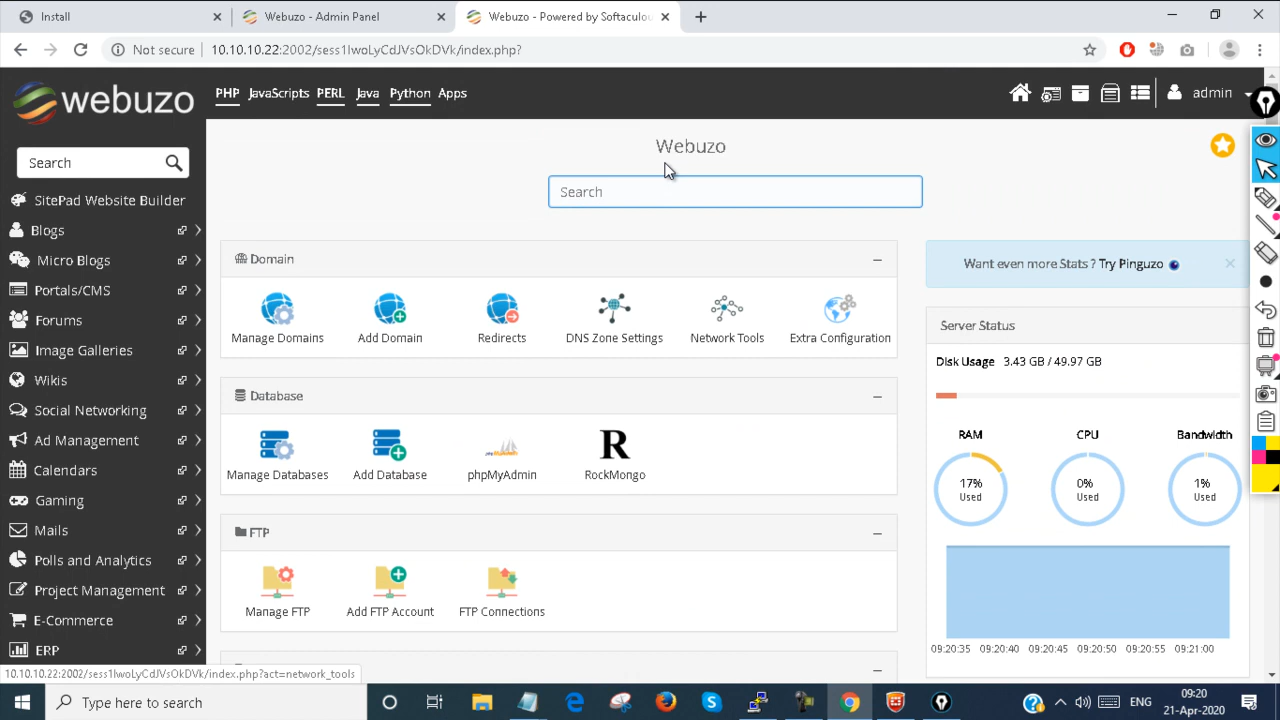 Install
Webuzo - Admin Panel
Webuzo - Powered by Softaculou
Not secure
10.10.10.22:2002/sess1IwoLyCdJVsOkDVk/index.php?
webuzo
PHP JavaScripts PERL Java Python Apps
admin
Search
SitePad Website Builder
Blogs
Micro Blogs
Portals/CMS
Forums
Image Galleries
Wikis
Social Networking
Ad Management
Calendars
Gaming
Mails
Polls and Analytics
Project Management
E-Commerce
ERP
Webuzo
Search
Domain
Manage Domains Add Domain Redirects DNS Zone Settings Network Tools Extra Configuration
Database
Manage Databases Add Database phpMyAdmin RockMongo
FTP
Manage FTP Add FTP Account FTP Connections
Want even more Stats ? Try Pinguzo
Server Status
Disk Usage 3.43 GB / 49.97 GB
RAM CPU Bandwidth
17% 0% 1%
Used Used Used
09:20:35 09:20:40 09:20:45 09:20:50 09:20:55 09:21:00
10.10.10.22:2002/sess1IwoLyCdJVsOkDVk/index.php?act=network_tools
Type here to search
ENG
09:20
21-Apr-2020